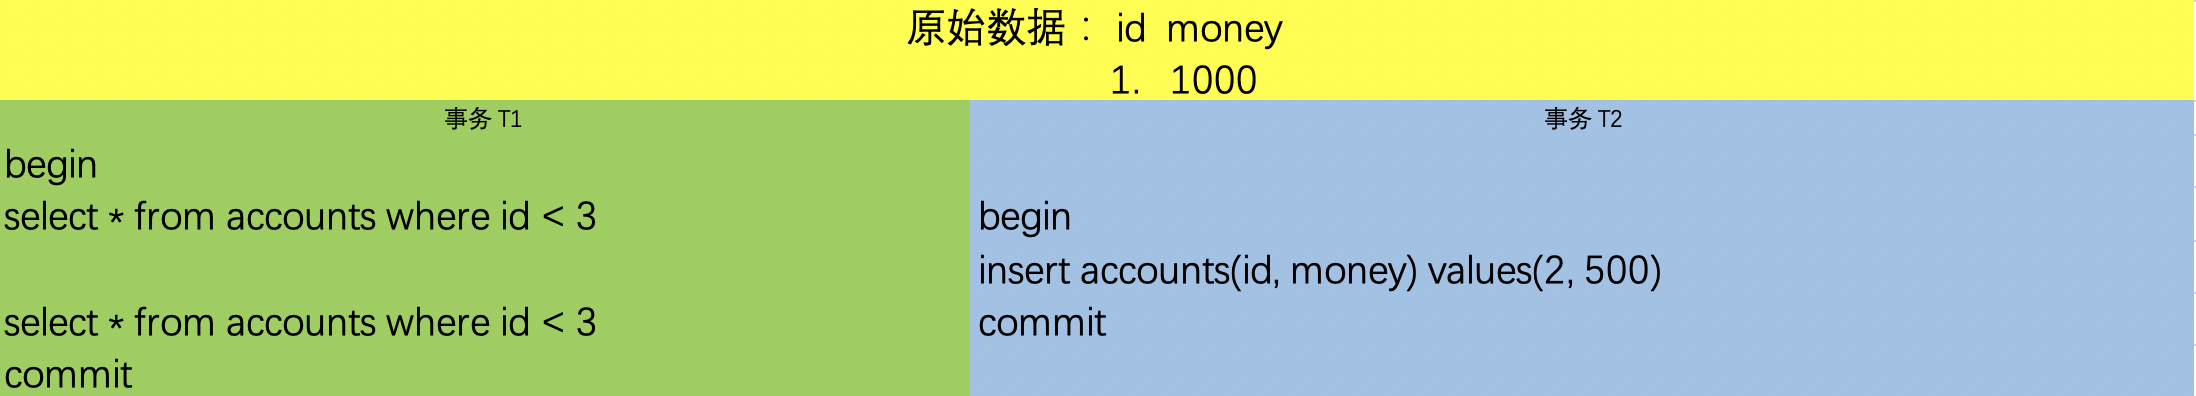 原始数据： id money
1. 1000
事务 T1
事务 T2
begin
select * from accounts where id < 3
begin
insert accounts(id, money) values(2, 500)
select * from accounts where id < 3
commit
commit